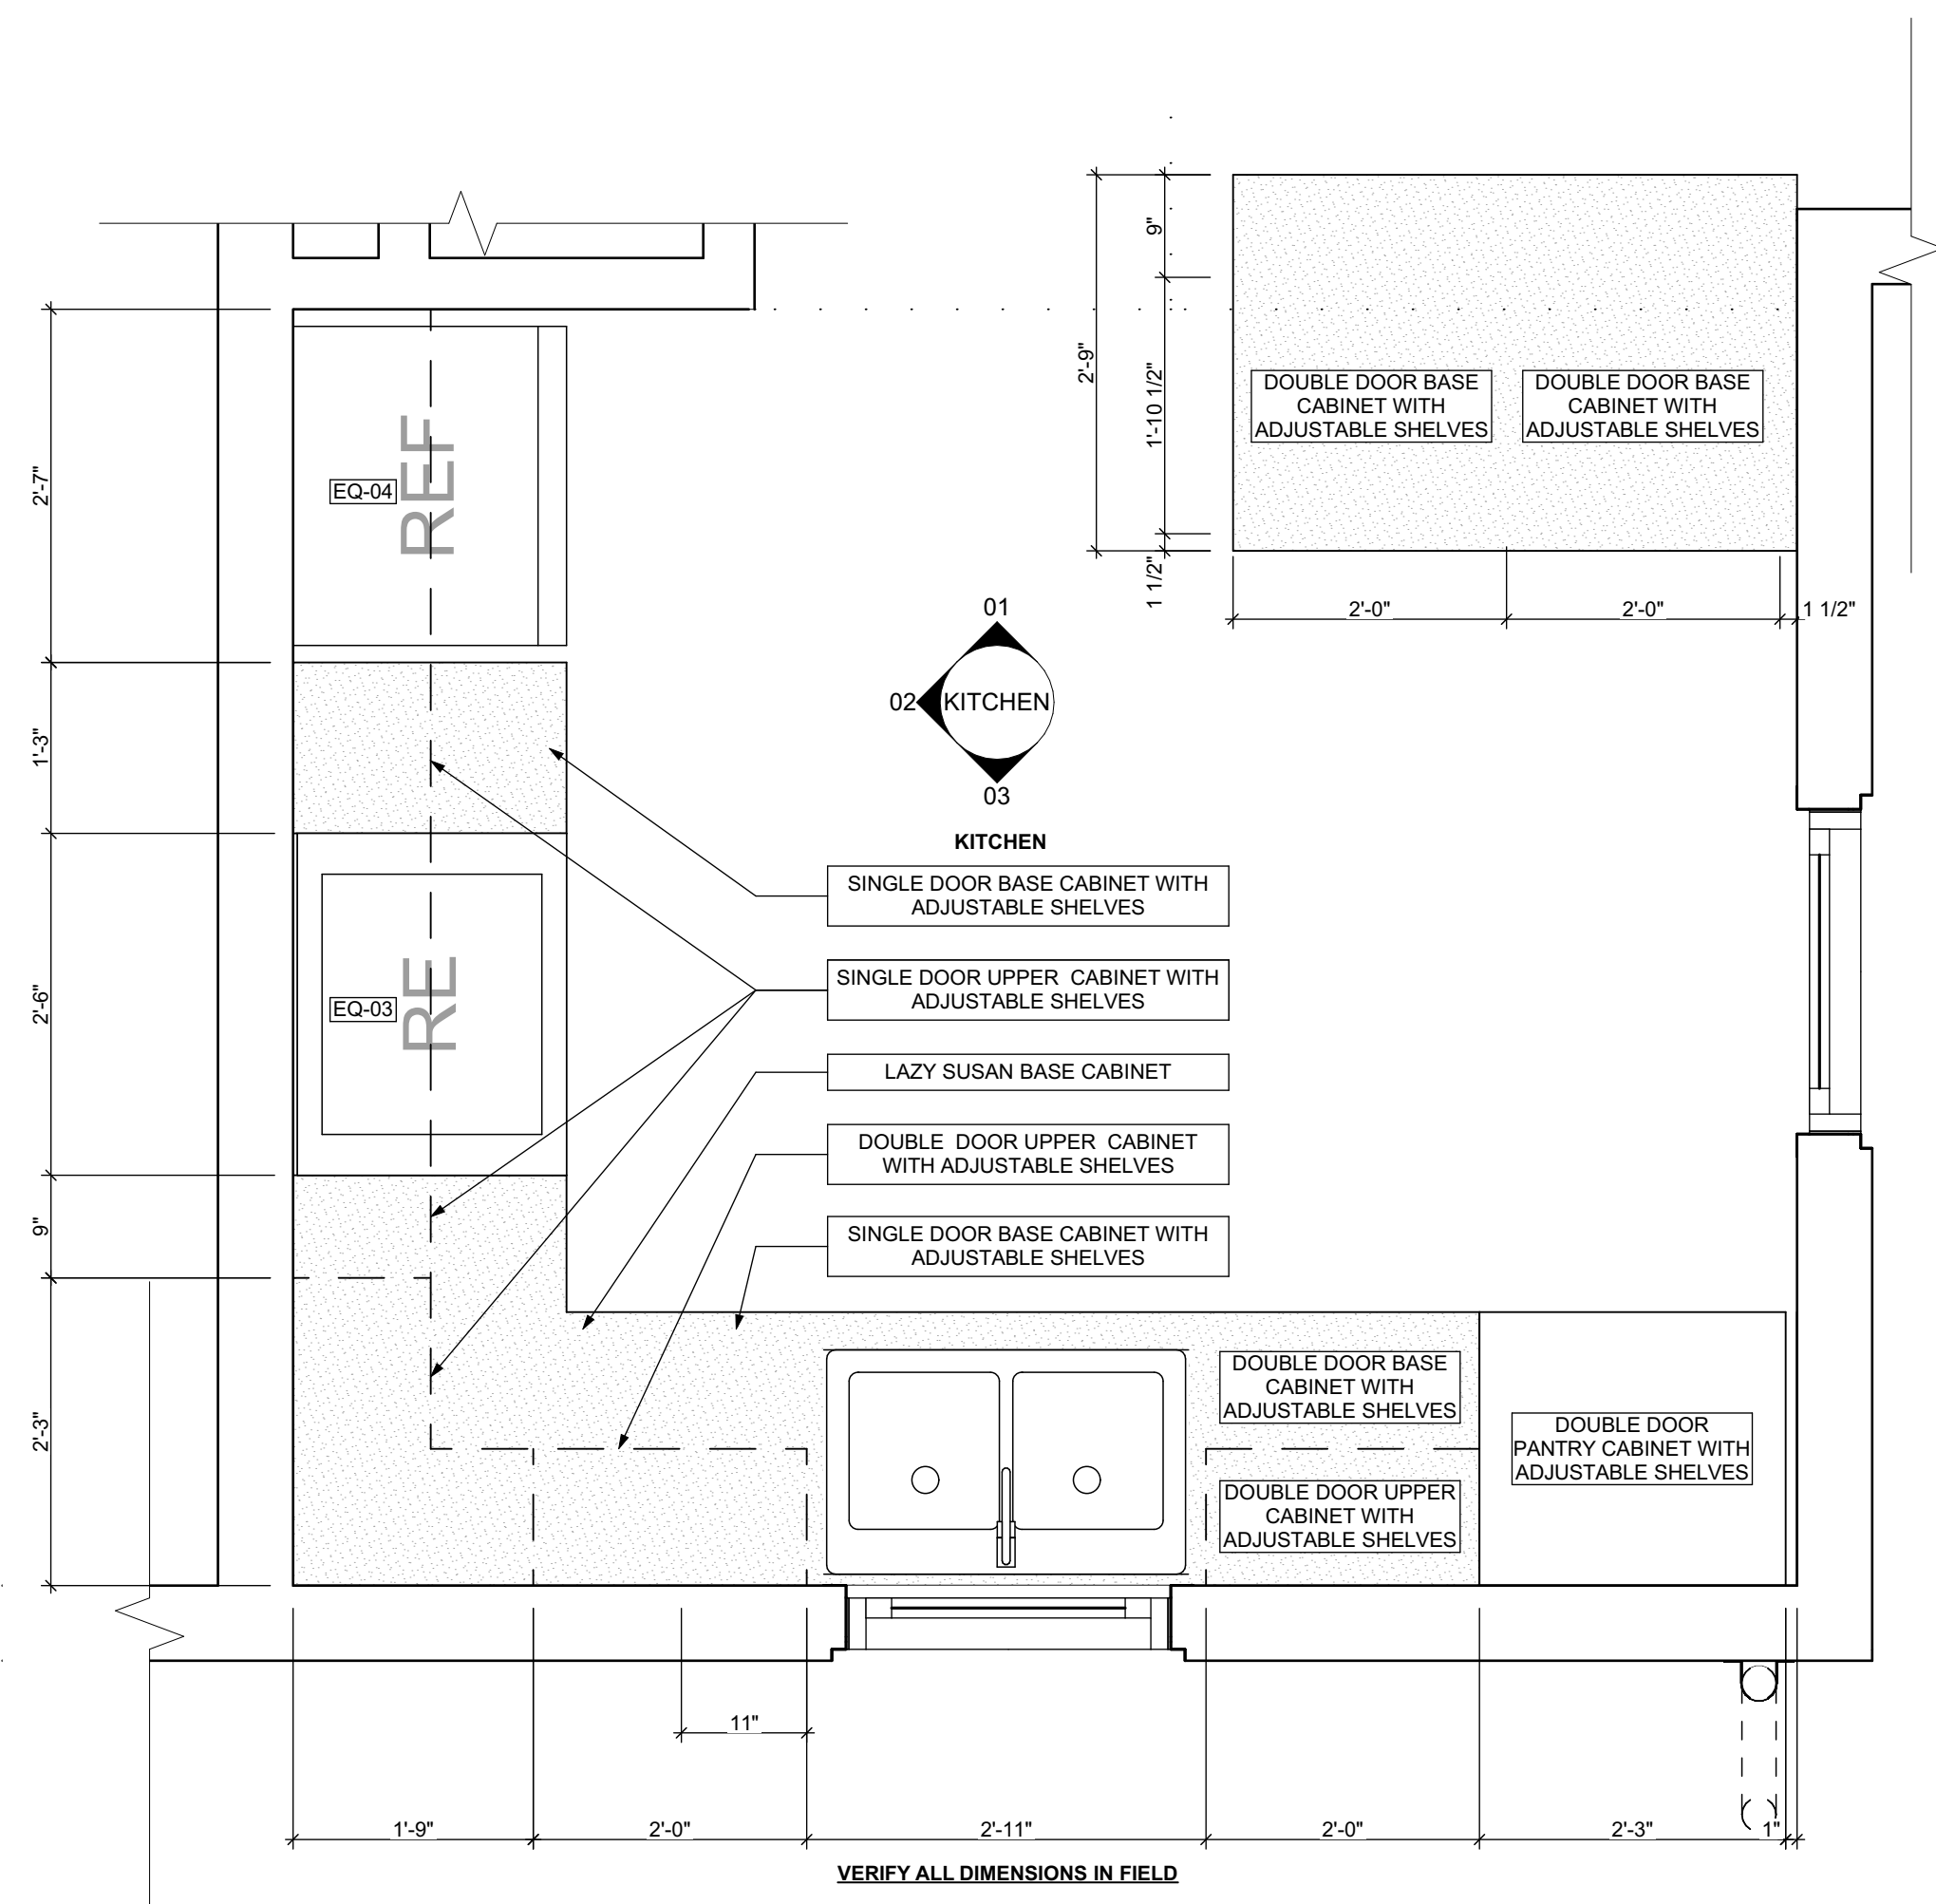 9"
2'-9"
1'-10 1/2"
1 1/2"
DOUBLE DOOR BASE
CABINET WITH
ADJUSTABLE SHELVES
DOUBLE DOOR BASE
CABINET WITH
ADJUSTABLE SHELVES
2'-0"
2'-0"
1 1/2"
2'-7"
EQ-04
REF
01
02
KITCHEN
03
KITCHEN
1'-3"
SINGLE DOOR BASE CABINET WITH
ADJUSTABLE SHELVES
SINGLE DOOR UPPER CABINET WITH
ADJUSTABLE SHELVES
2'-6"
EQ-03
RE
LAZY SUSAN BASE CABINET
DOUBLE DOOR UPPER CABINET
WITH ADJUSTABLE SHELVES
9"
SINGLE DOOR BASE CABINET WITH
ADJUSTABLE SHELVES
2'-3"
DOUBLE DOOR BASE
CABINET WITH
ADJUSTABLE SHELVES
DOUBLE DOOR
PANTRY CABINET WITH
ADJUSTABLE SHELVES
DOUBLE DOOR UPPER
CABINET WITH
ADJUSTABLE SHELVES
11"
1'-9"
2'-0"
2'-11"
2'-0"
2'-3"
1"
VERIFY ALL DIMENSIONS IN FIELD